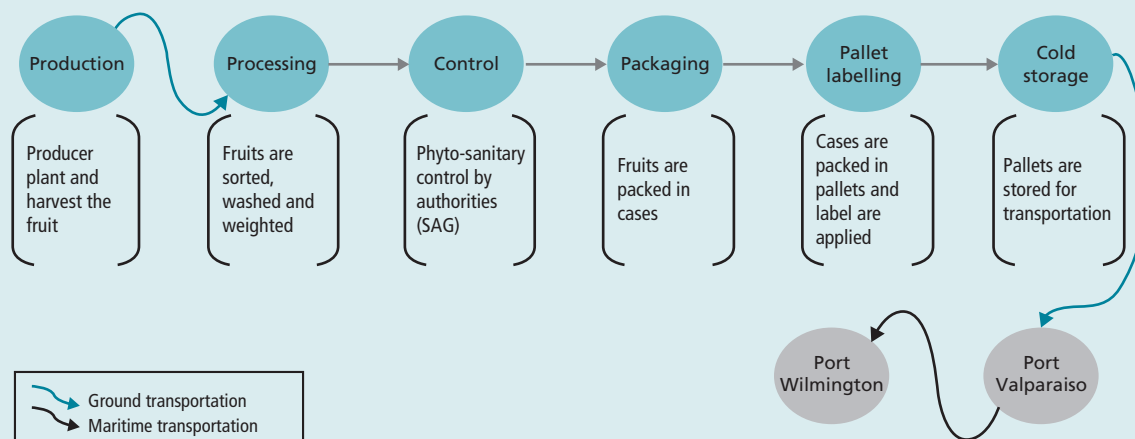 Production
Processing
Control
Packaging
Pallet
labelling
Cold
storage
Producer
plant and
harvest the
fruit
Fruits are
sorted,
washed and
weighted
Phyto-sanitary
control by
authorities
(SAG)
Fruits are
packed in
cases
Cases are
packed in
pallets and
label are
applied
Pallets are
stored for
transportation
Port
Wilmington
Port
Valparaiso
Ground transportation
Maritime transportation